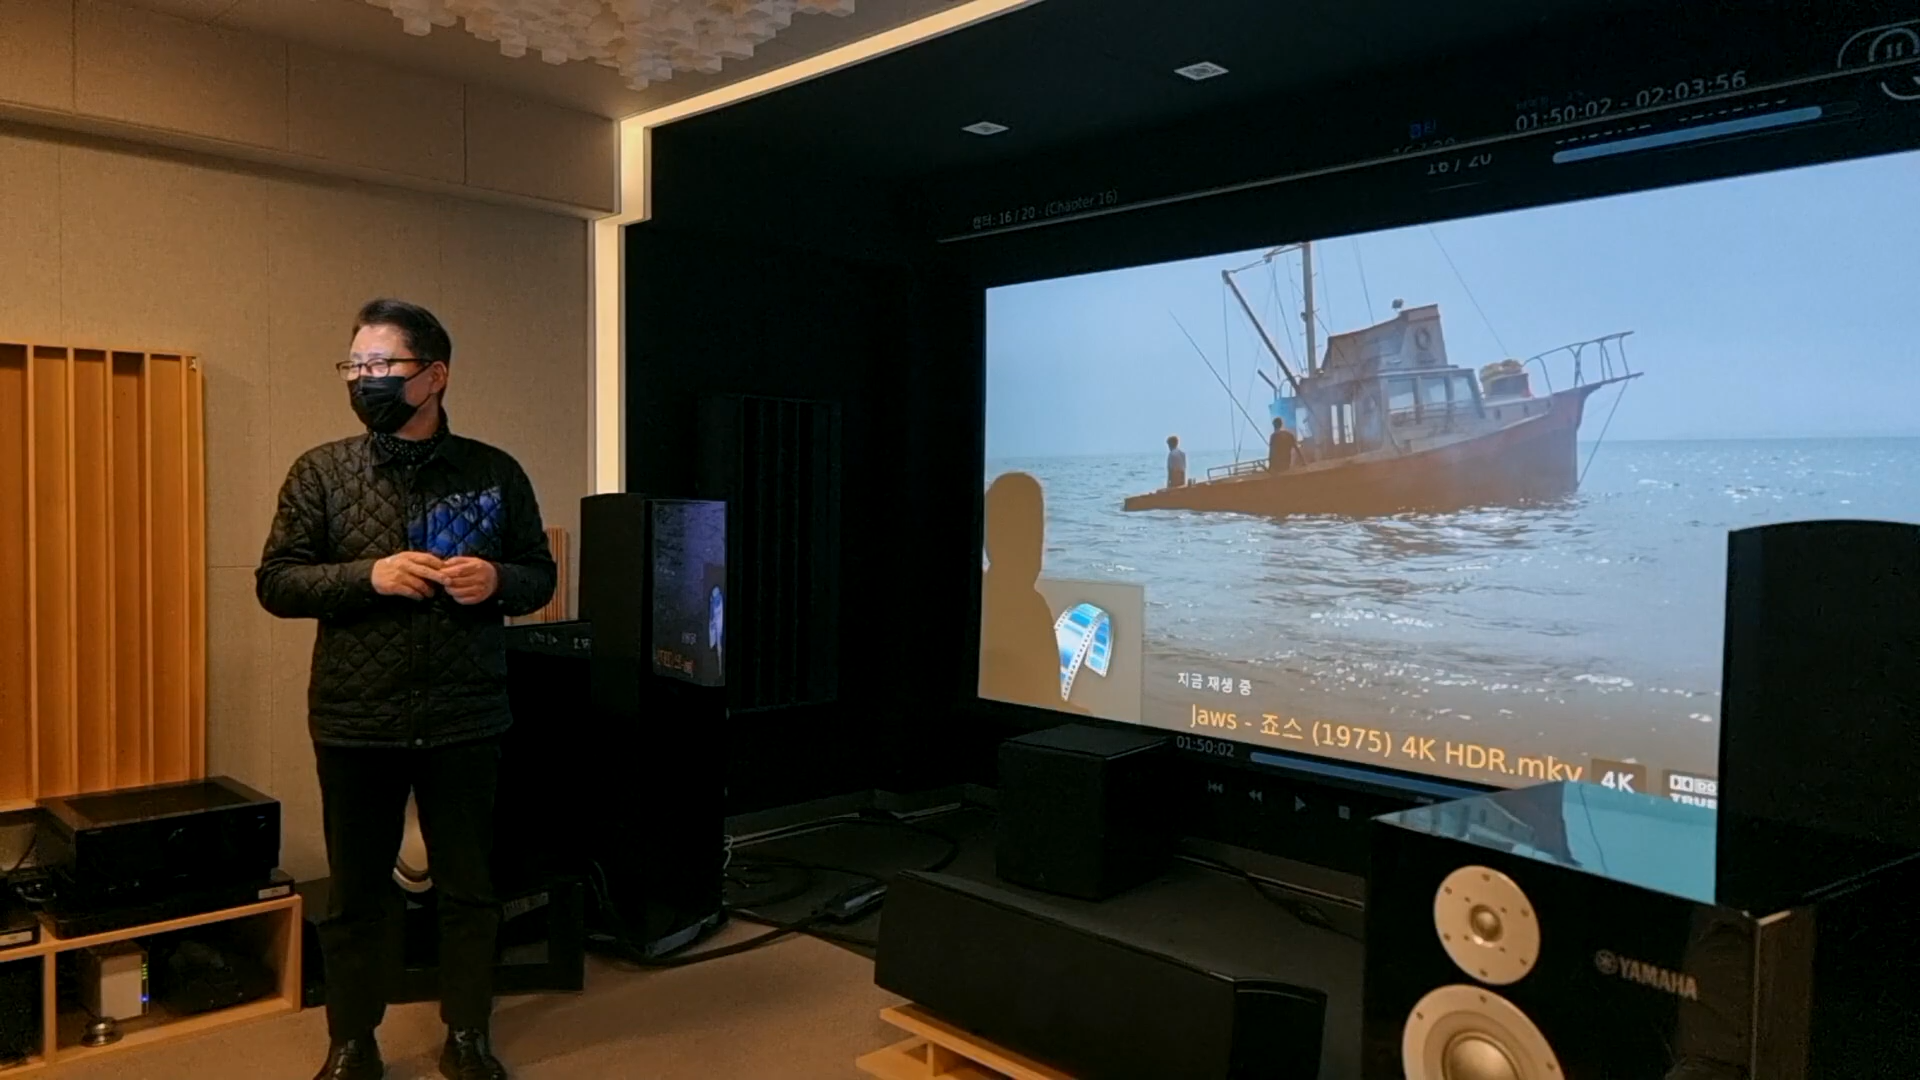 01:50:02 - 02:03:56
16 / 20
챕터: 16 / 20 - (Chapter 16)
지금 재생 중
Jaws - 죠스 (1975) 4K HDR.mkv
4K
01:50:02
YAMAHA